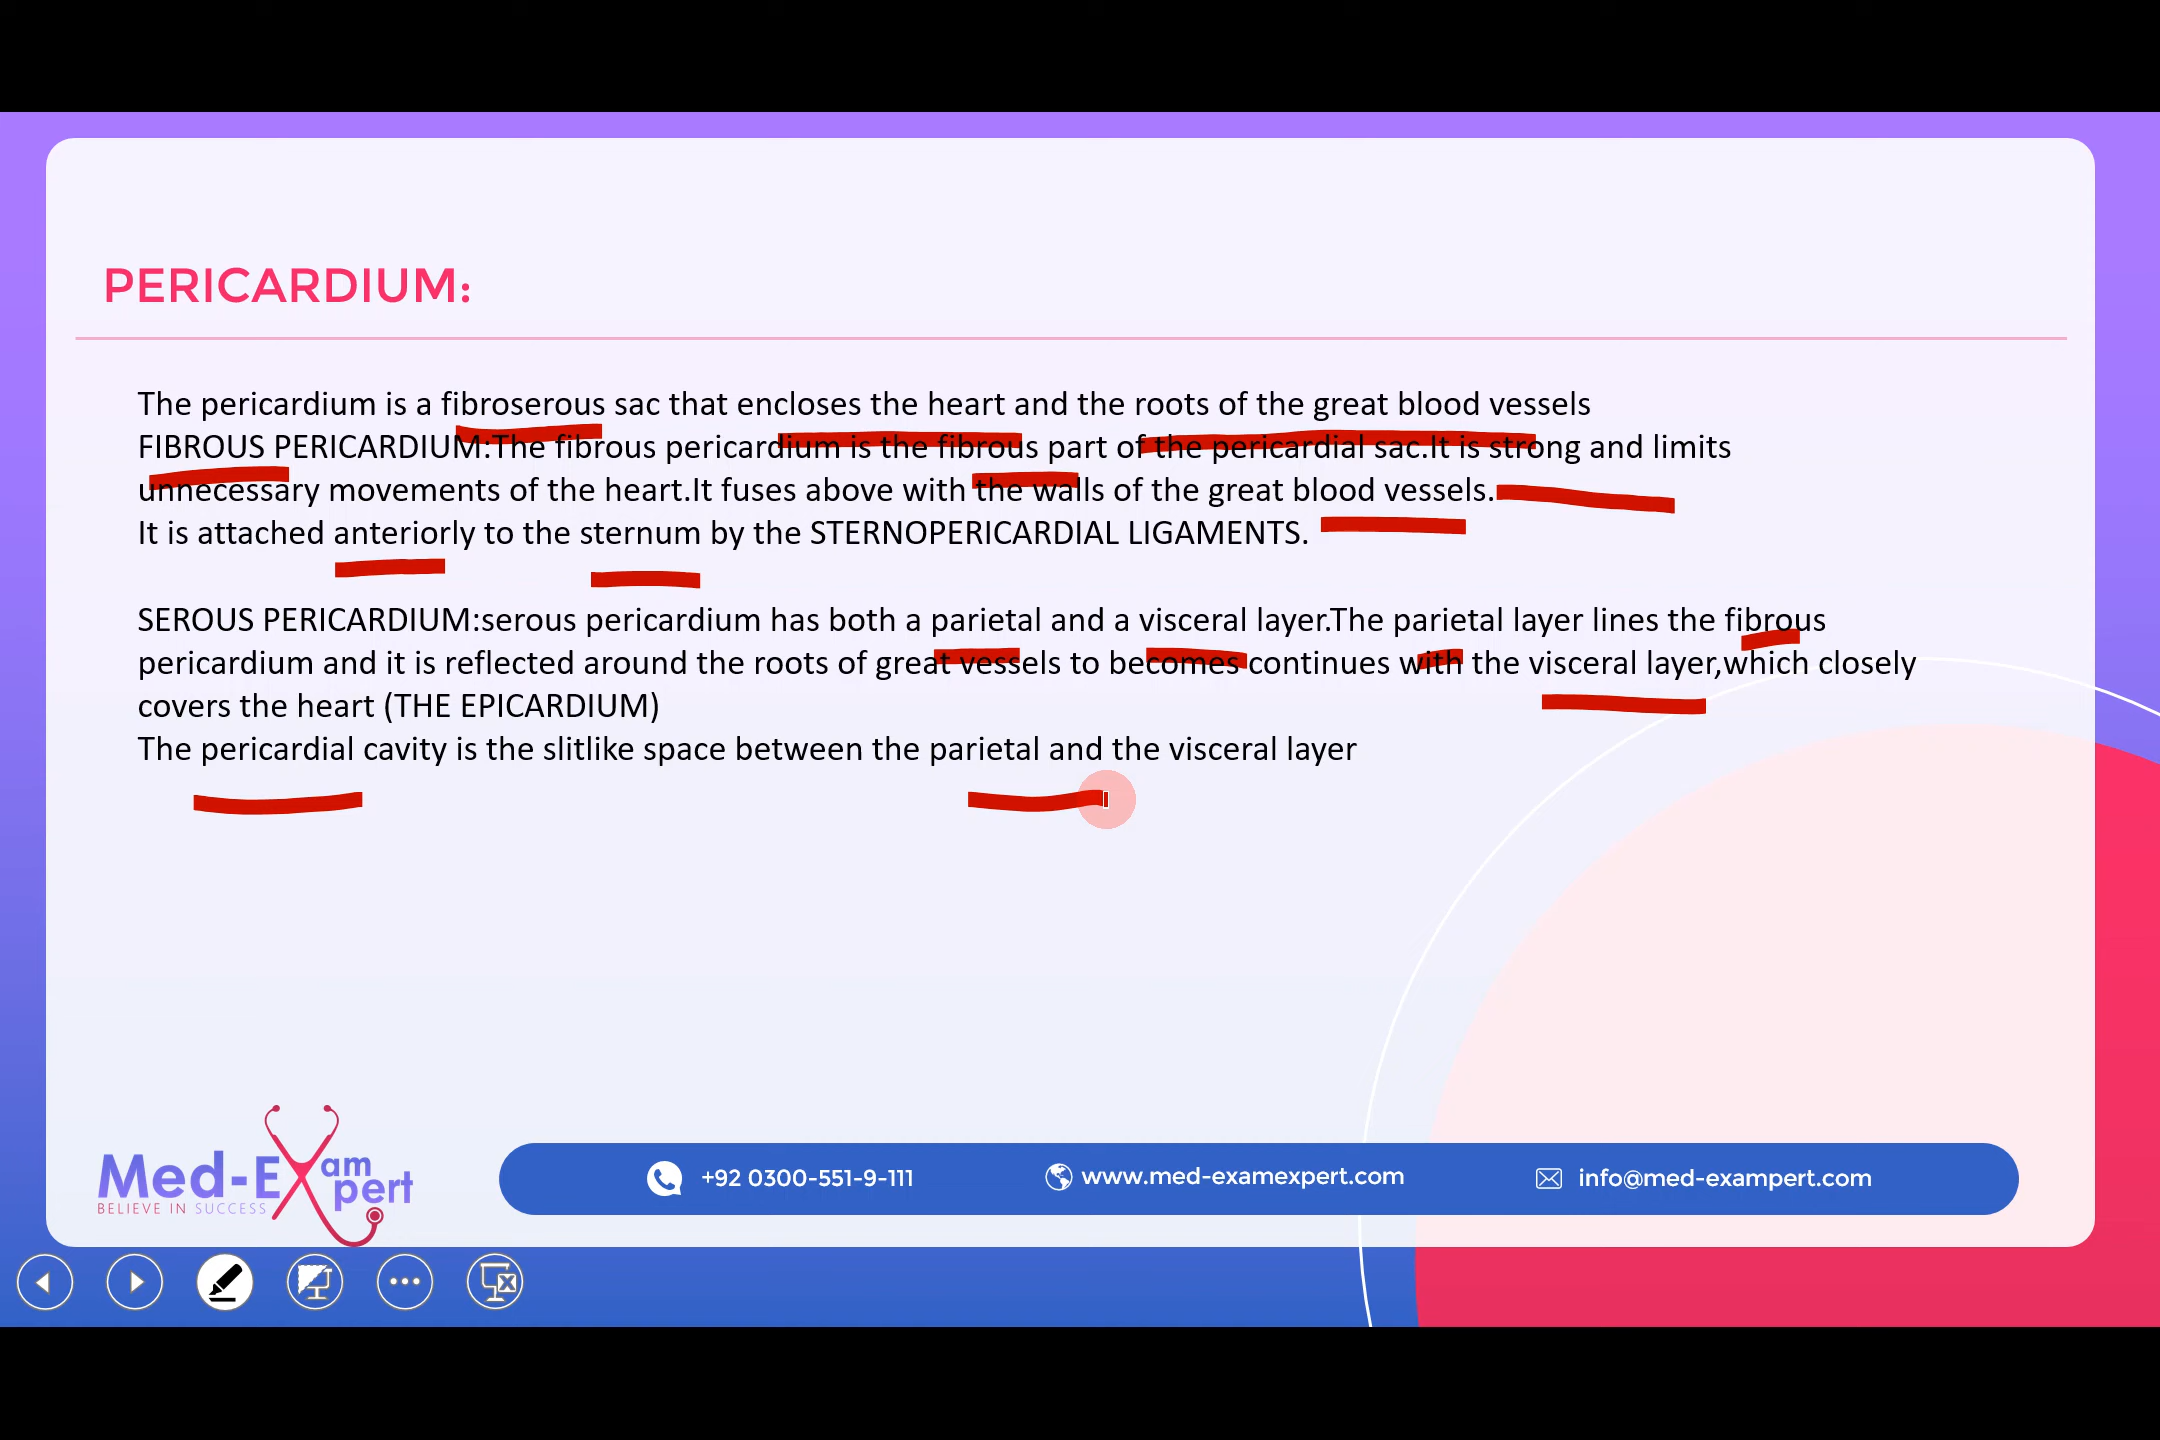 PERICARDIUM:
The pericardium is a fibroserous sac that encloses the heart and the roots of the great blood vessels
FIBROUS PERICARDIUM:The fibrous pericardium is the fibrous part of the pericardial sac.It is strong and limits
unnecessary movements of the heart.It fuses above with the walls of the great blood vessels.
It is attached anteriorly to the sternum by the STERNOPERICARDIAL LIGAMENTS.
SEROUS PERICARDIUM:serous pericardium has both a parietal and a visceral layer.The parietal layer lines the fibrous
pericardium and it is reflected around the roots of great vessels to becomes continues with the visceral layer,which closely
covers the heart (THE EPICARDIUM)
The pericardial cavity is the slitlike space between the parietal and the visceral layer
Med-Exam
pert
BELIEVE IN SUCCESS
+92 0300-551-9-111
www.med-examexpert.com
info@med-exampert.com